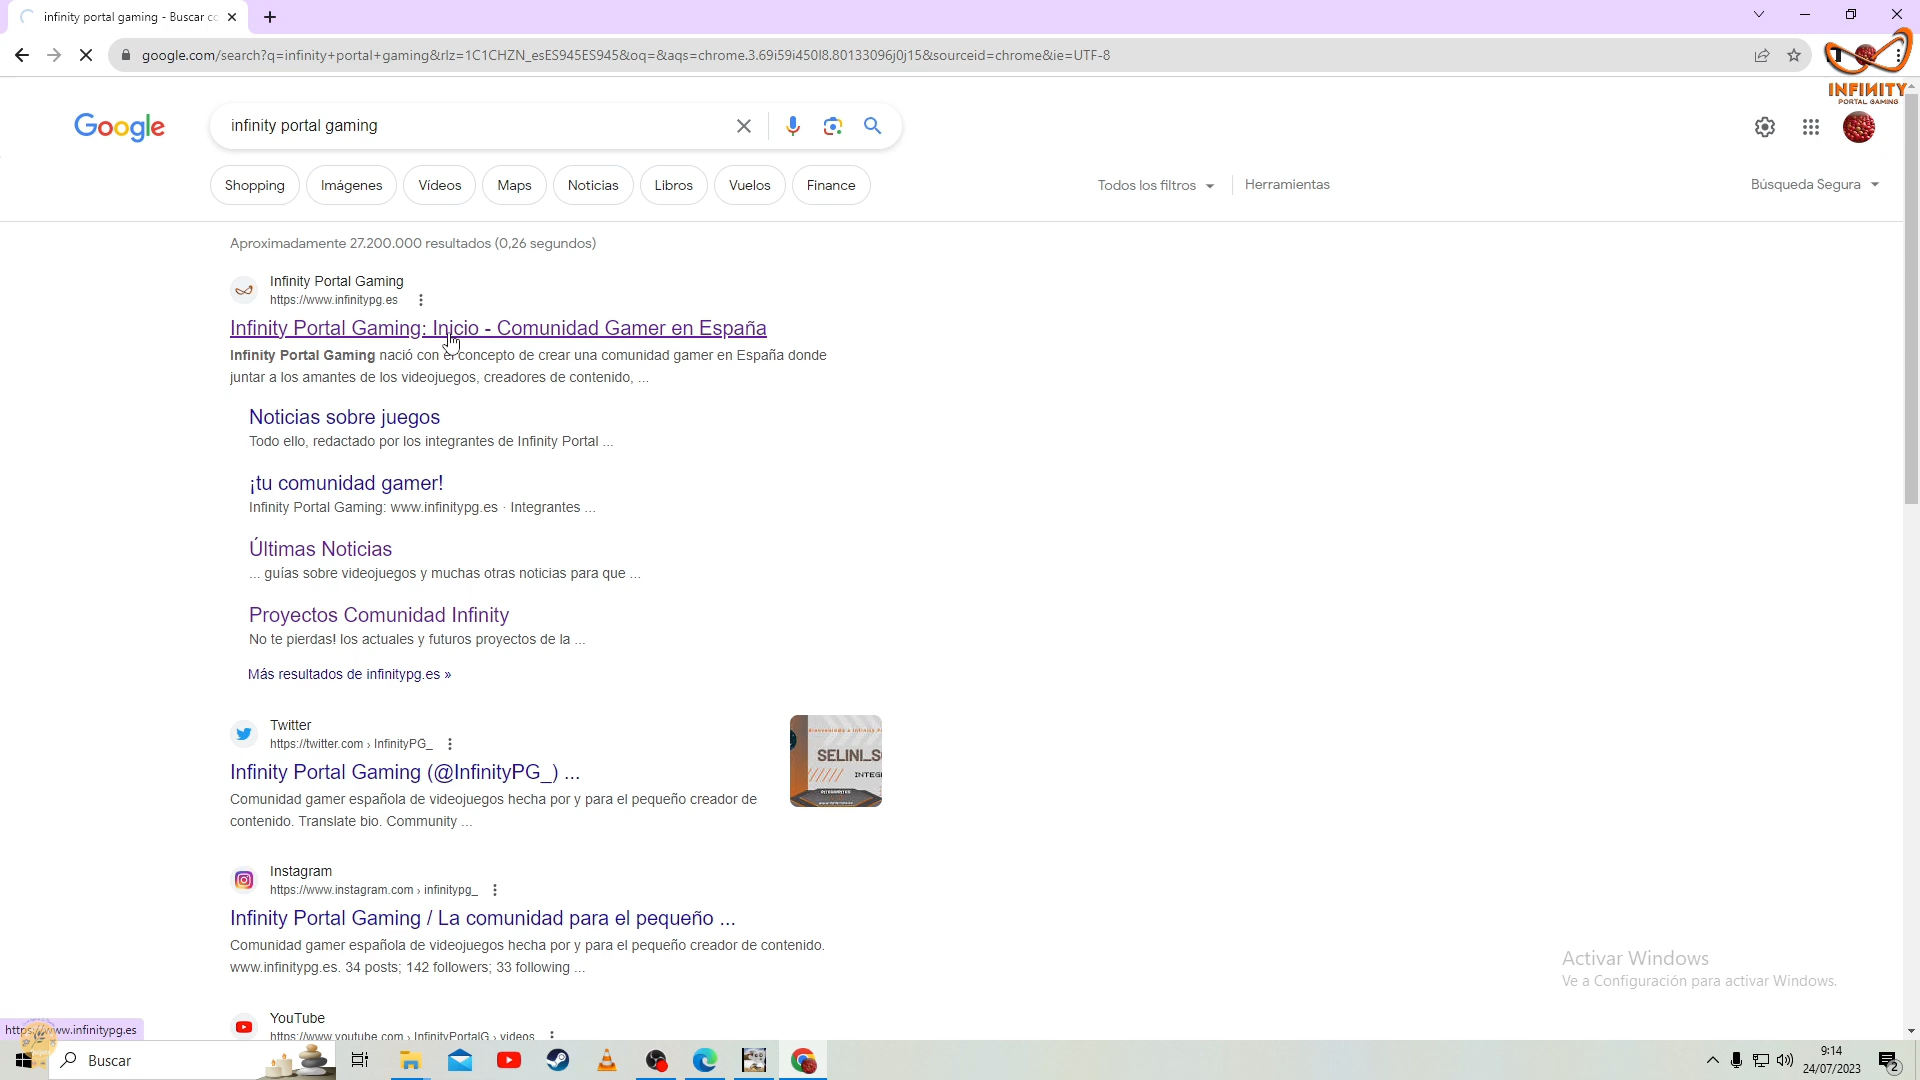 infinity portal gaming - Buscar co
google.com/search?q=infinity+portal+gaming&rlz=1C1CHZN_esES945ES945&oq=&aqs=chrome.3.69i59i450l8.80133096j0j15&sourceid=chrome&ie=UTF-8
INFINITY
PORTAL GAMING
Google
infinity portal gaming
Shopping
Imágenes
Vídeos
Maps
Noticias
Libros
Vuelos
Finance
Todos los filtros
Herramientas
Búsqueda Segura
Aproximadamente 27.200.000 resultados (0,26 segundos)
Infinity Portal Gaming
https://www.infinitypg.es
Infinity Portal Gaming: Inicio - Comunidad Gamer en España
Infinity Portal Gaming nació con el concepto de crear una comunidad gamer en España donde
juntar a los amantes de los videojuegos, creadores de contenido, ...
Noticias sobre juegos
Todo ello, redactado por los integrantes de Infinity Portal ...
¡tu comunidad gamer!
Infinity Portal Gaming: www.infinitypg.es · Integrantes ...
Últimas Noticias
... guías sobre videojuegos y muchas otras noticias para que ...
Proyectos Comunidad Infinity
No te pierdas! los actuales y futuros proyectos de la ...
Más resultados de infinitypg.es »
Twitter
https://twitter.com › InfinityPG_
Infinity Portal Gaming (@InfinityPG_) ...
Comunidad gamer española de videojuegos hecha por y para el pequeño creador de
contenido. Translate bio. Community ...
Bienvenido a Infinity P
SELINI_S
INTEG
Instagram
https://www.instagram.com › infinitypg_
Infinity Portal Gaming / La comunidad para el pequeño ...
Comunidad gamer española de videojuegos hecha por y para el pequeño creador de contenido.
www.infinitypg.es. 34 posts; 142 followers; 33 following ...
YouTube
https://www.youtube.com › InfinityPortalG › videos
Activar Windows
Ve a Configuración para activar Windows.
https://www.infinitypg.es
Buscar
9:14
24/07/2023
2